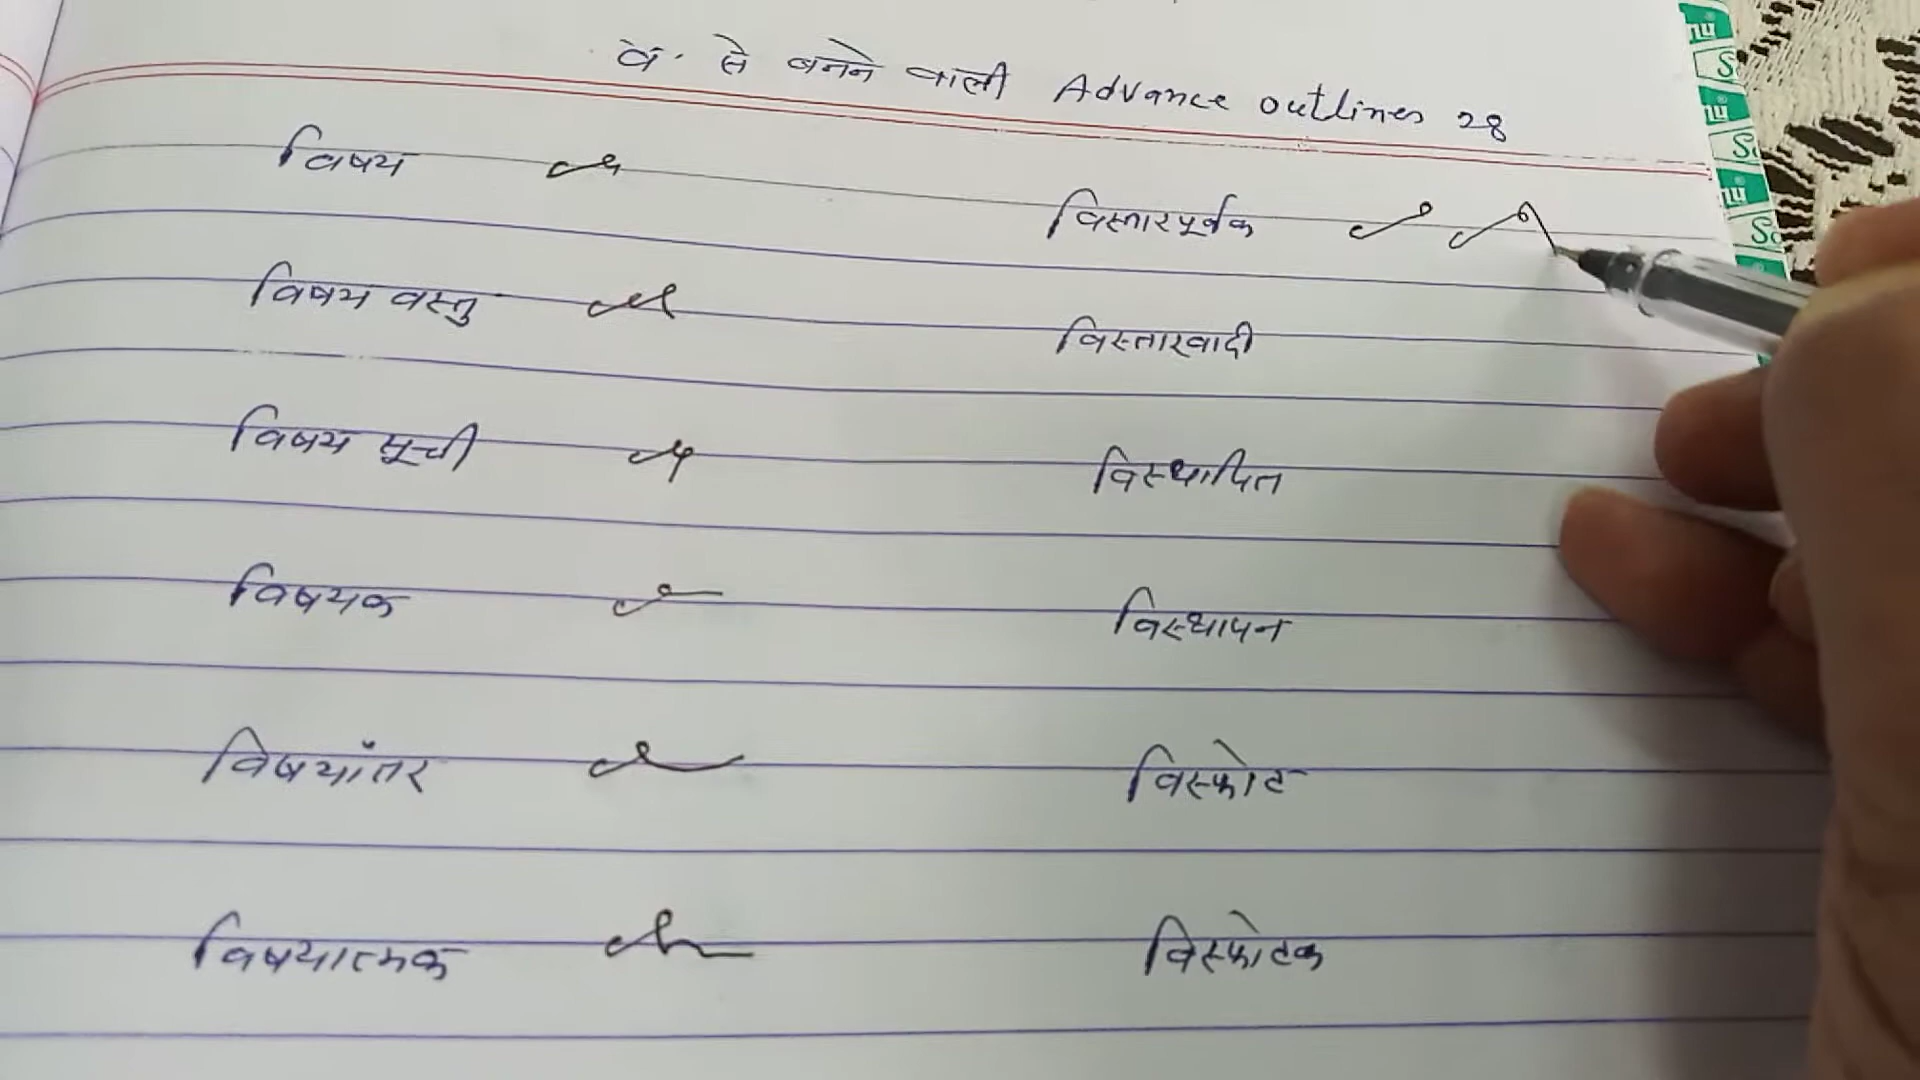 व. से बनने वाली Advance outlines 28
विषय
विषय वस्तु
विषय सूची
विषयक
विषयांतर
विषयात्मक
विस्तारपूर्वक
विस्तारवादी
विस्थापित
विस्थापन
विस्फोट
विस्फोटक